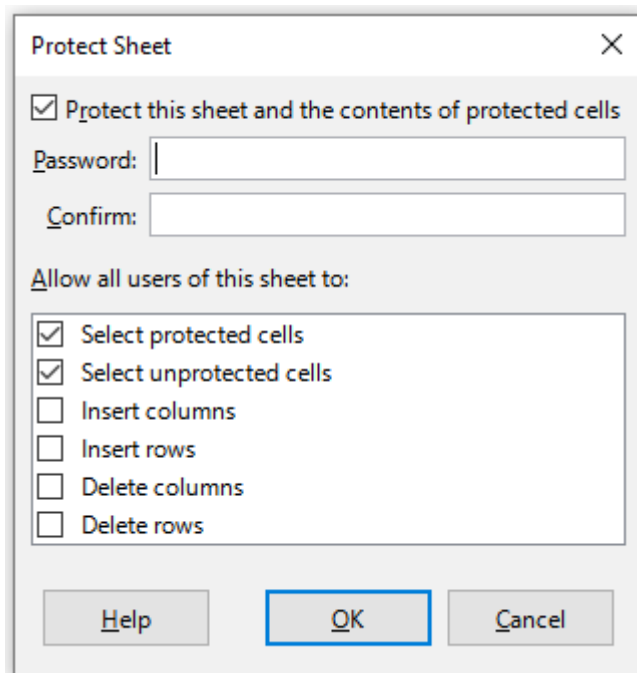 Protect Sheet
Protect this sheet and the contents of protected cells
Password:
Confirm:
Allow all users of this sheet to:
Select protected cells
Select unprotected cells
Insert columns
Insert rows
Delete columns
Delete rows
Help OK Cancel